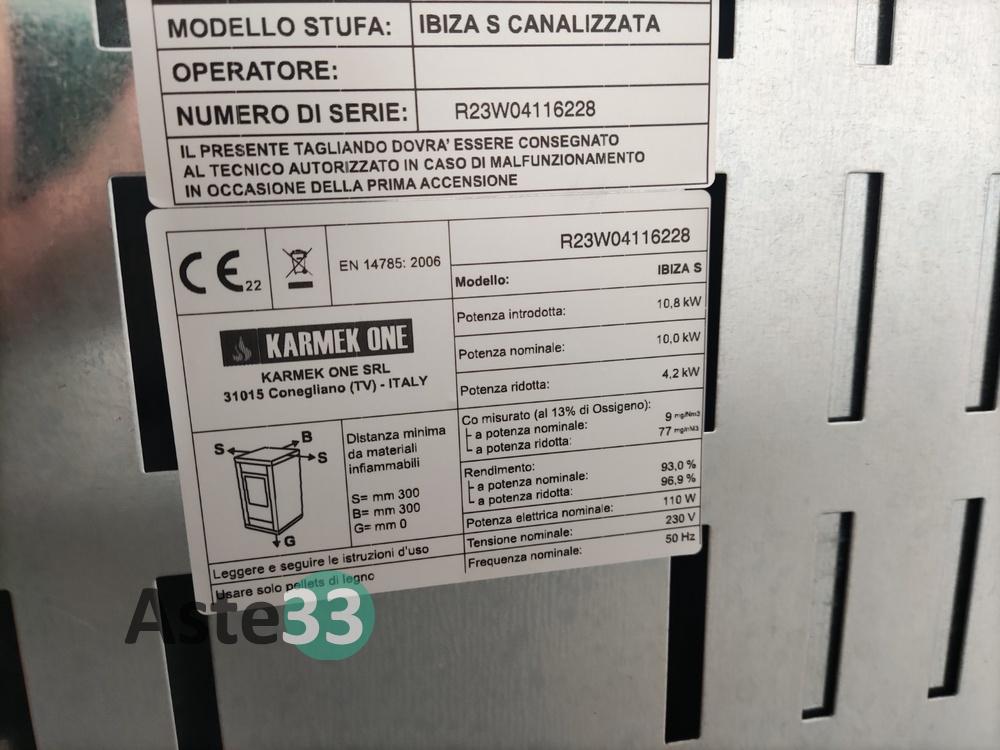 MODELLO STUFA: IBIZA S CANALIZZATA
OPERATORE:
NUMERO DI SERIE: R23W04116228
IL PRESENTE TAGLIANDO DOVRA' ESSERE CONSEGNATO
AL TECNICO AUTORIZZATO IN CASO DI MALFUNZIONAMENTO
IN OCCASIONE DELLA PRIMA ACCENSIONE
CE 22
EN 14785: 2006
R23W04116228
Modello: IBIZA S
Potenza introdotta: 10,8 kW
Potenza nominale: 10,0 kW
Potenza ridotta: 4,2 kW
KARMEK ONE
KARMEK ONE SRL
31015 Conegliano (TV) - ITALY
Co misurato (al 13% di Ossigeno):
a potenza nominale: 9 mg/Nm3
a potenza ridotta: 77 mg/nM3
Rendimento:
a potenza nominale: 93,0 %
a potenza ridotta: 96,9 %
Potenza elettrica nominale: 110 W
Tensione nominale: 230 V
Frequenza nominale: 50 Hz
S B S G
Distanza minima
da materiali
infiammabili
S= mm 300
B= mm 300
G= mm 0
Leggere e seguire le istruzioni d'uso
Usare solo pellets di legno
Aste33